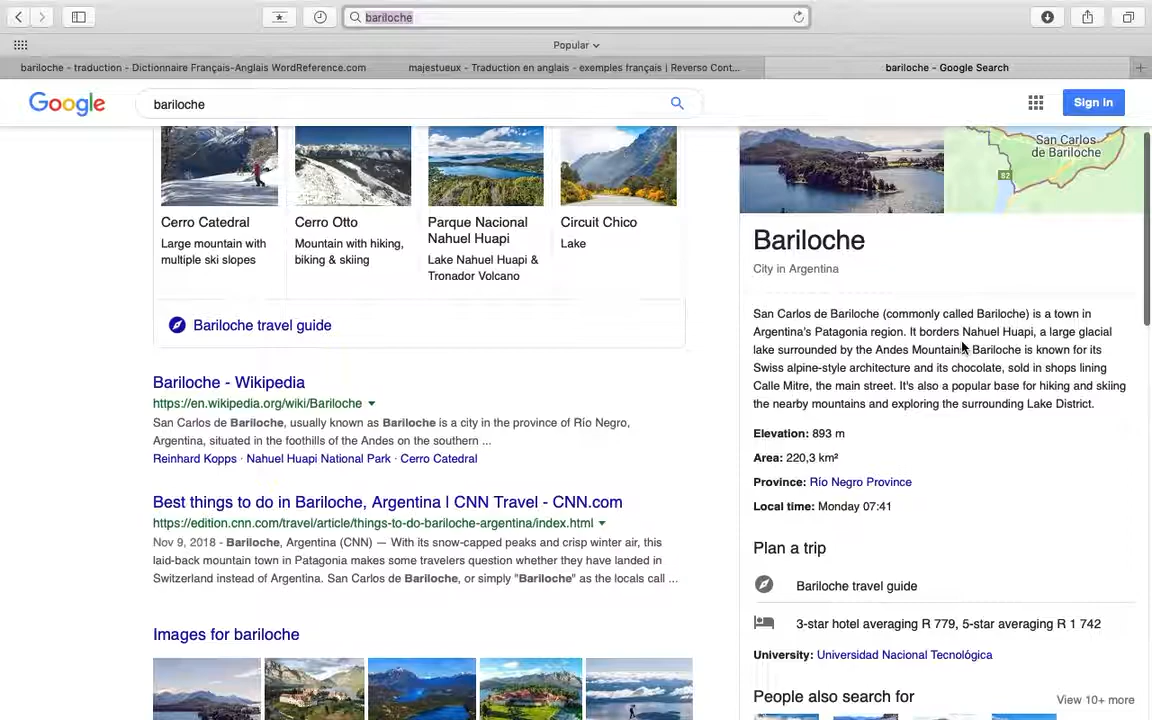 bariloche
Popular
bariloche - traduction - Dictionnaire Français-Anglais WordReference.com
majestueux - Traduction en anglais - exemples français | Reverso Cont...
bariloche - Google Search
Google
bariloche
Sign in
Cerro Catedral
Large mountain with
multiple ski slopes
Cerro Otto
Mountain with hiking,
biking & skiing
Parque Nacional
Nahuel Huapi
Lake Nahuel Huapi &
Tronador Volcano
Circuit Chico
Lake
Bariloche travel guide
Bariloche - Wikipedia
https://en.wikipedia.org/wiki/Bariloche
San Carlos de Bariloche, usually known as Bariloche is a city in the province of Río Negro,
Argentina, situated in the foothills of the Andes on the southern ...
Reinhard Kopps · Nahuel Huapi National Park · Cerro Catedral
Best things to do in Bariloche, Argentina | CNN Travel - CNN.com
https://edition.cnn.com/travel/article/things-to-do-bariloche-argentina/index.html
Nov 9, 2018 - Bariloche, Argentina (CNN) — With its snow-capped peaks and crisp winter air, this
laid-back mountain town in Patagonia makes some travelers question whether they have landed in
Switzerland instead of Argentina. San Carlos de Bariloche, or simply "Bariloche" as the locals call ...
Images for bariloche
San Carlos
de Bariloche
82
Bariloche
City in Argentina
San Carlos de Bariloche (commonly called Bariloche) is a town in
Argentina's Patagonia region. It borders Nahuel Huapi, a large glacial
lake surrounded by the Andes Mountains. Bariloche is known for its
Swiss alpine-style architecture and its chocolate, sold in shops lining
Calle Mitre, the main street. It's also a popular base for hiking and skiing
the nearby mountains and exploring the surrounding Lake District.
Elevation: 893 m
Area: 220,3 km²
Province: Río Negro Province
Local time: Monday 07:41
Plan a trip
Bariloche travel guide
3-star hotel averaging R 779, 5-star averaging R 1 742
University: Universidad Nacional Tecnológica
People also search for
View 10+ more